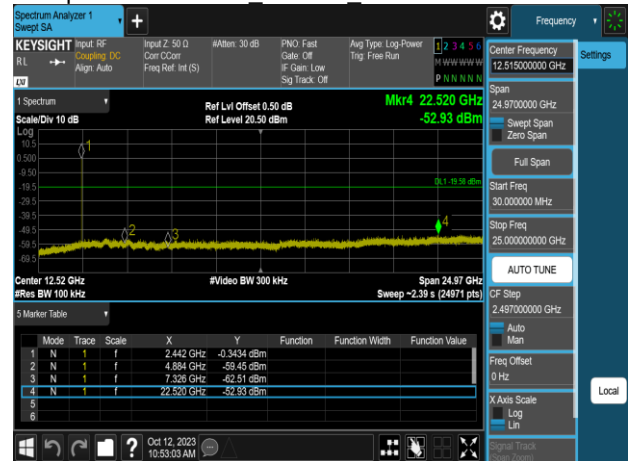 Spectrum Analyzer 1
Swept SA
Frequency
KEYSIGHT
Input: RF
Input Z: 50 Ω
#Atten: 30 dB
PNO: Fast
Avg Type: Log-Power
1 2 3 4 5 6
RL
Coupling: DC
Corr CCorr
Gate: Off
Trig: Free Run
M W W W W W
Align: Auto
Freq Ref: Int (S)
IF Gain: Low
Sig Track: Off
P N N N N N
LXI
1 Spectrum
Ref Lvl Offset 0.50 dB
Mkr4 22.520 GHz
Scale/Div 10 dB
Ref Level 20.50 dBm
-52.93 dBm
Log
10.5
0.500
-9.50
-19.5
-29.5
-39.5
-49.5
-59.5
-69.5
1
2
3
4
DL1 -19.58 dBm
Center 12.52 GHz
#Video BW 300 kHz
Span 24.97 GHz
#Res BW 100 kHz
Sweep ~2.39 s (24971 pts)
5 Marker Table
Mode Trace Scale X Y Function Function Width Function Value
1 N 1 f 2.442 GHz -0.3434 dBm
2 N 1 f 4.884 GHz -59.45 dBm
3 N 1 f 7.326 GHz -62.51 dBm
4 N 1 f 22.520 GHz -52.93 dBm
5
6
? Oct 12, 2023
10:53:03 AM
Center Frequency
12.515000000 GHz
Settings
Span
24.9700000 GHz
Swept Span
Zero Span
Full Span
Start Freq
30.000000 MHz
Stop Freq
25.000000000 GHz
AUTO TUNE
CF Step
2.497000000 GHz
Auto
Man
Freq Offset
0 Hz
X Axis Scale
Log
Lin
Signal Track
(Span Zoom)
Local